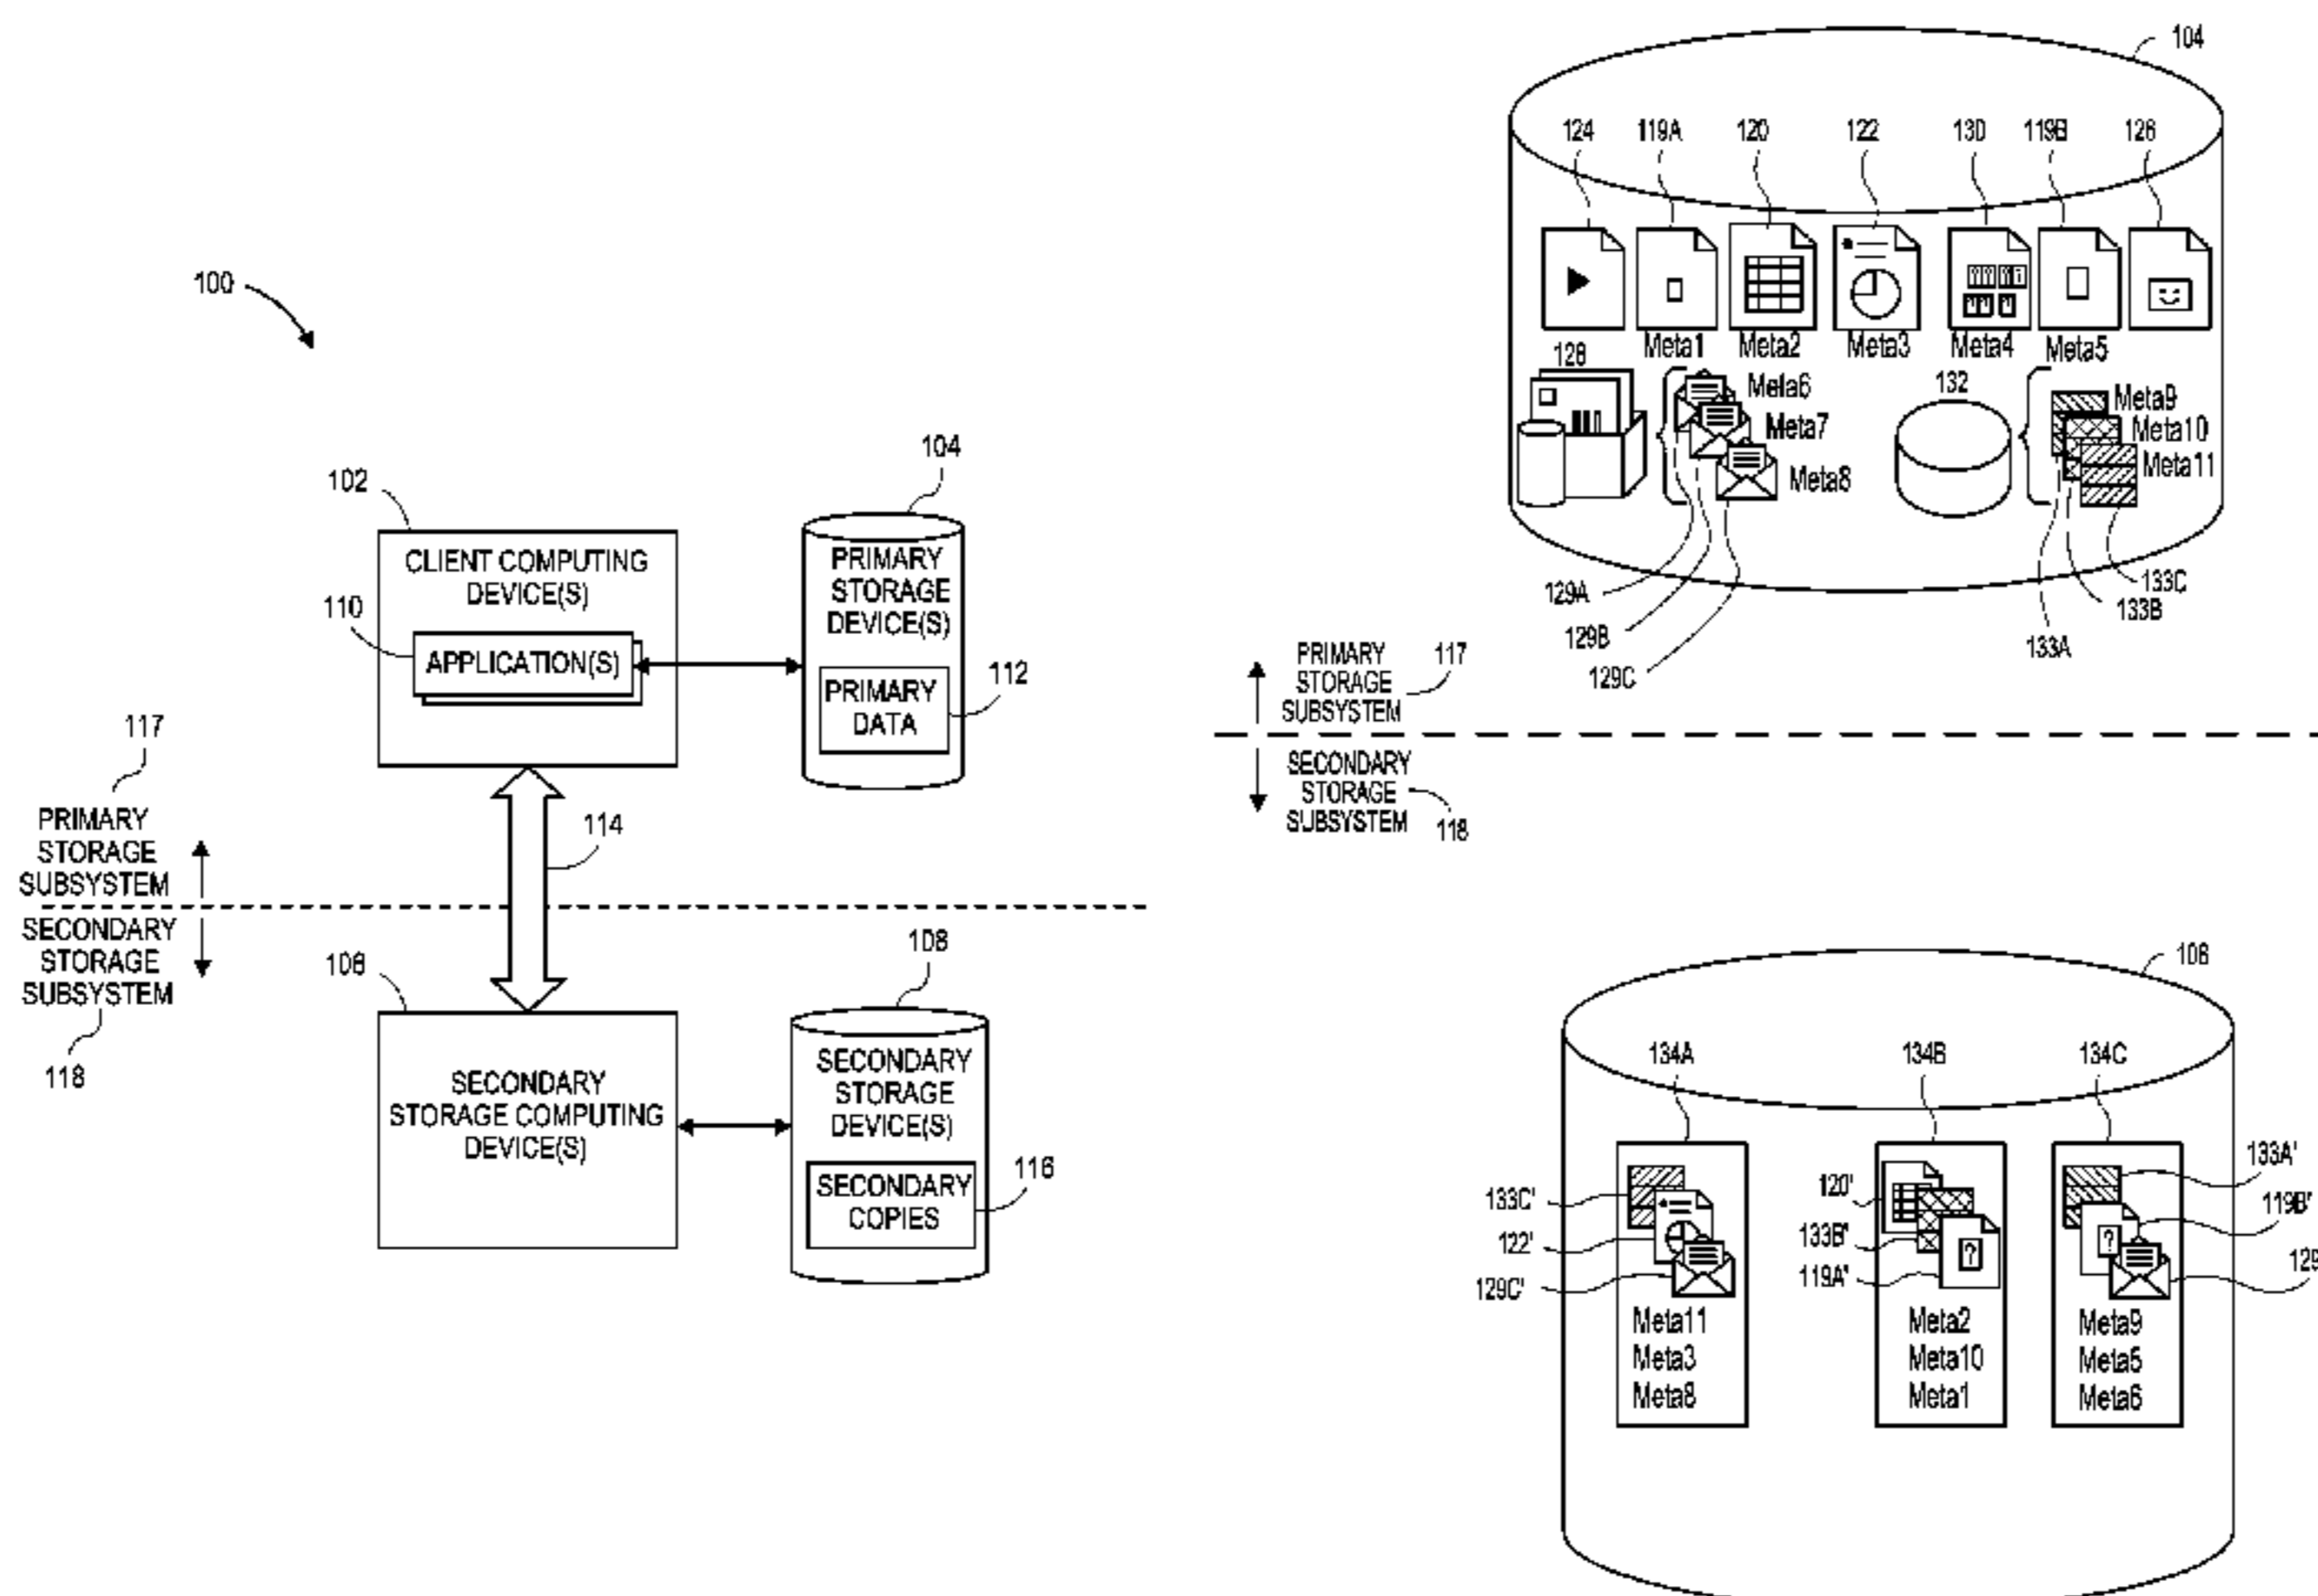 100
102
104
CLIENT COMPUTING
DEVICE(S)
110
APPLICATION(S)
PRIMARY
STORAGE
DEVICE(S)
PRIMARY
DATA
112
117
PRIMARY
STORAGE
SUBSYSTEM
114
SECONDARY
STORAGE
SUBSYSTEM
118
106
108
SECONDARY
STORAGE COMPUTING
DEVICE(S)
SECONDARY
STORAGE
DEVICE(S)
SECONDARY
COPIES
116
104
124 119A 120 122 130 119B 126
Meta1 Meta2 Meta3 Meta4 Meta5
128
Meta6
Meta7
Meta8
132
Meta9
Meta10
Meta11
129A
129B
129C
133C
133B
133A
PRIMARY
STORAGE
SUBSYSTEM
117
SECONDARY
STORAGE
SUBSYSTEM
118
108
134A 134B 134C
133C'
122'
129C'
Meta11
Meta3
Meta8
120'
133B'
119A'
?
Meta2
Meta10
Meta1
133A'
119B'
?
Meta9
Meta5
Meta6